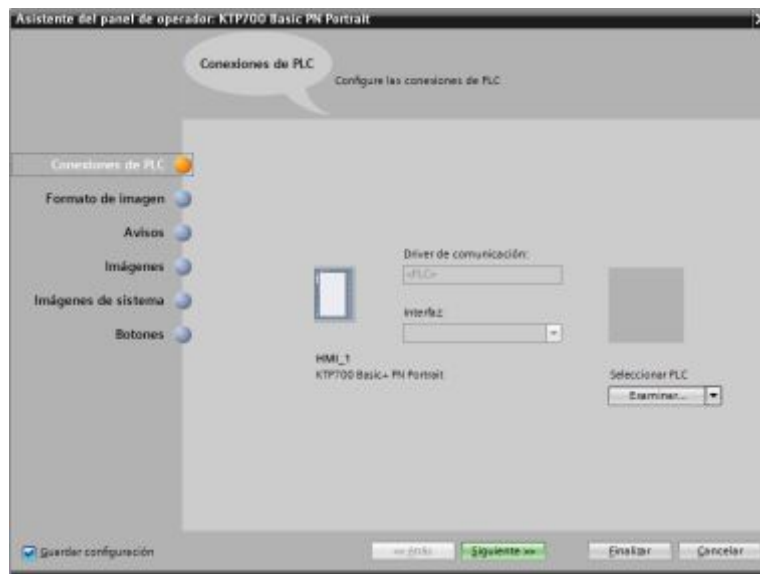 Asistente del panel de operador: KTP700 Basic PN Portrait
Conexiones de PLC
Configure las conexiones de PLC
Conexiones de PLC
Formato de imagen
Avisos
Imágenes
Imágenes de sistema
Botones
Driver de comunicación:
<PLC>
Interfaz:
HMI_1
KTP700 Basic PN Portrait
Seleccionar PLC
Examinar...
Guardar configuración
<< Atrás
Siguiente >>
Finalizar
Cancelar